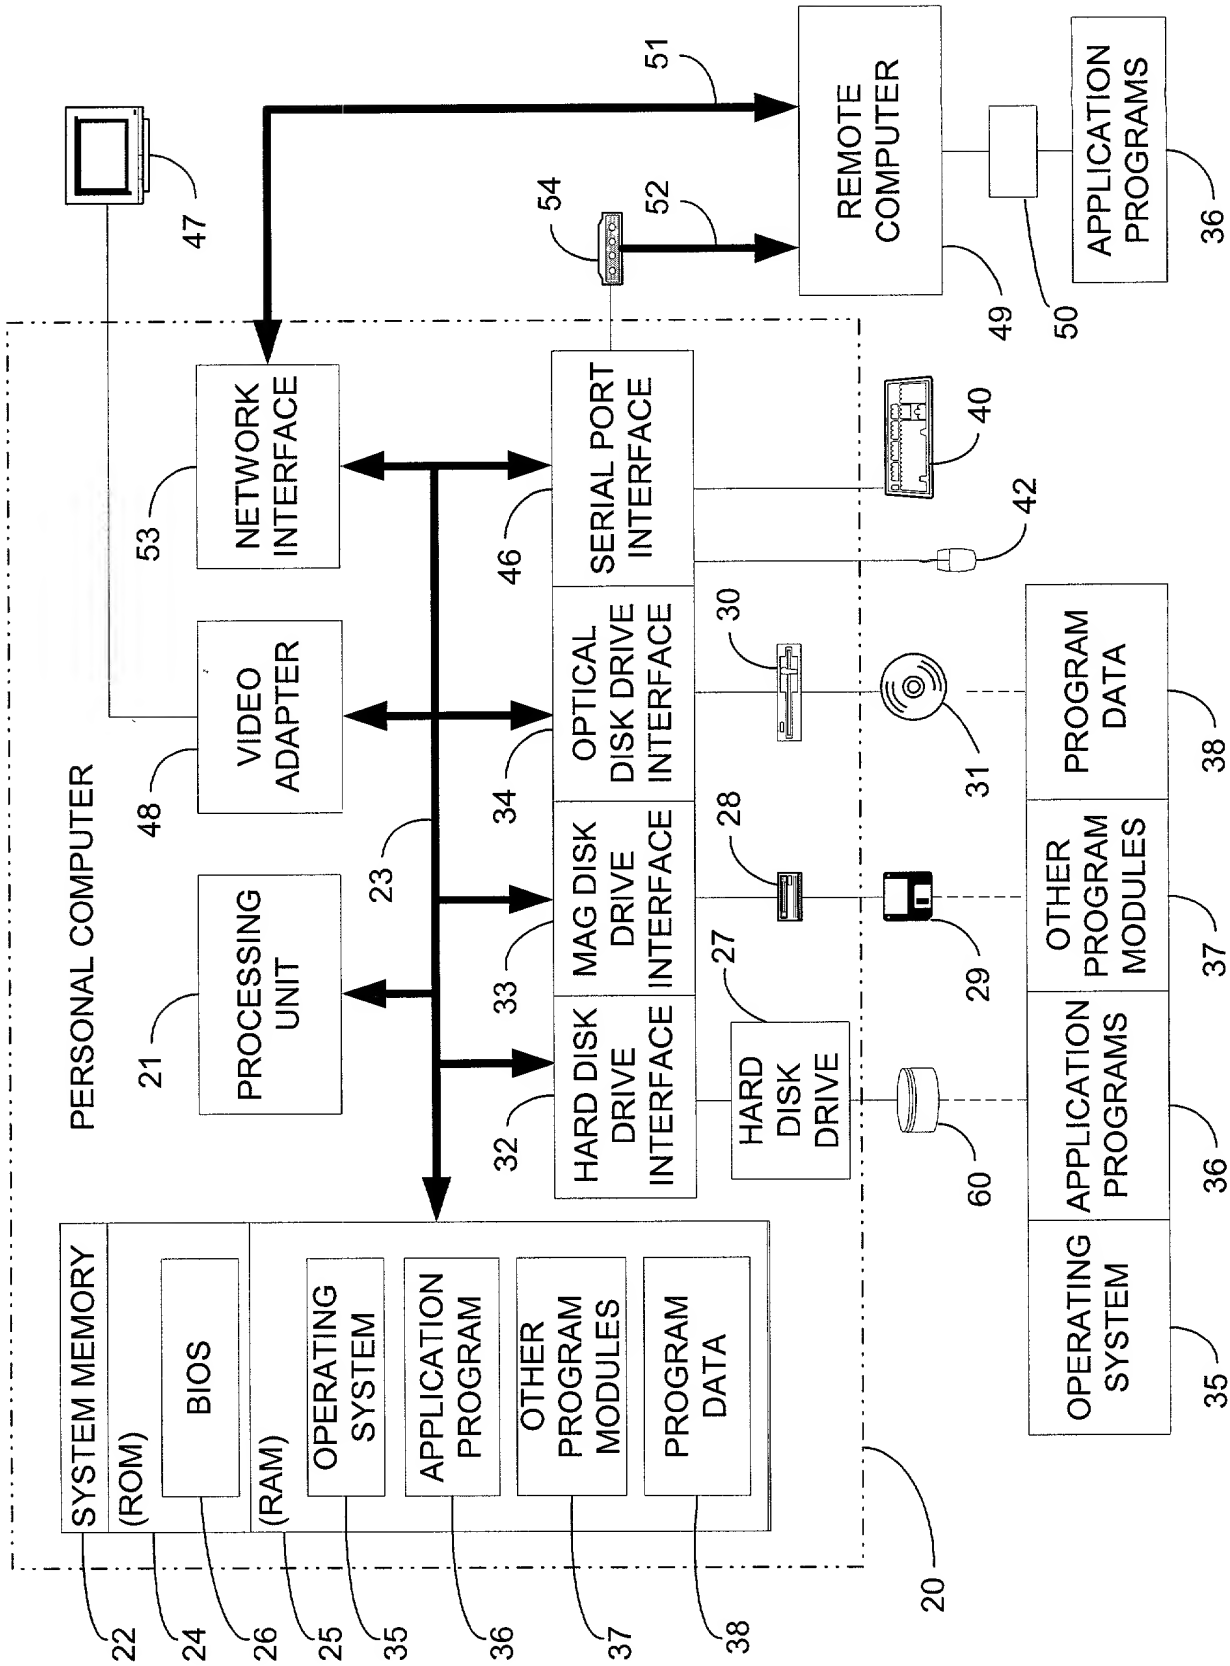 PERSONAL COMPUTER
22
SYSTEM MEMORY
24
(ROM)
26
BIOS
25
(RAM)
35
OPERATING
SYSTEM
36
APPLICATION
PROGRAM
37
OTHER
PROGRAM
MODULES
38
PROGRAM
DATA
20
21
PROCESSING
UNIT
48
VIDEO
ADAPTER
53
NETWORK
INTERFACE
47
23
32
HARD DISK
DRIVE
INTERFACE
33
MAG DISK
DRIVE
INTERFACE
34
OPTICAL
DISK DRIVE
INTERFACE
46
SERIAL PORT
INTERFACE
54
52
51
27
HARD
DISK
DRIVE
28
30
60
29
31
42
40
REMOTE
COMPUTER
49
50
APPLICATION
PROGRAMS
36
OPERATING
SYSTEM
35
APPLICATION
PROGRAMS
36
OTHER
PROGRAM
MODULES
37
PROGRAM
DATA
38